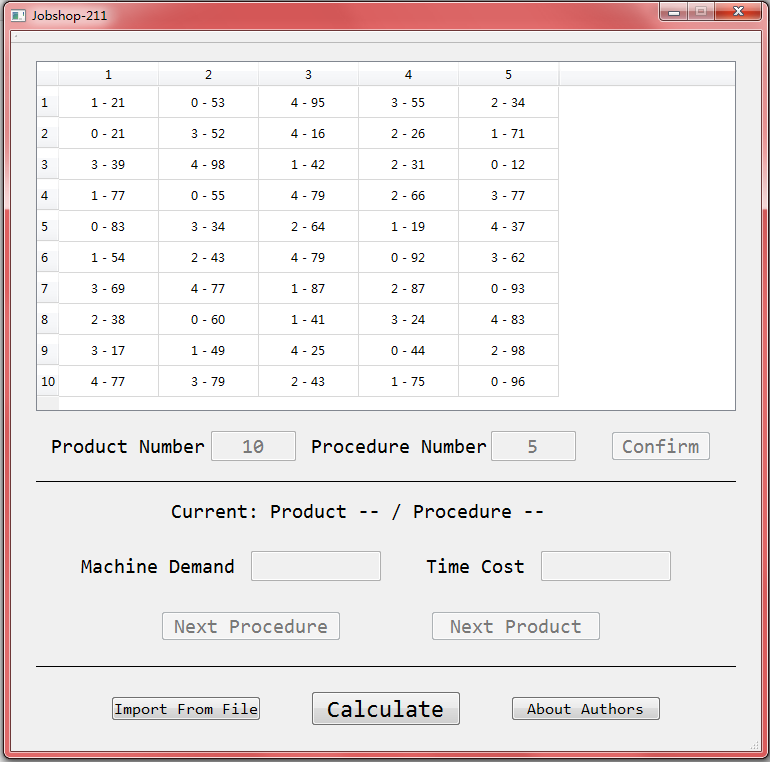 Jobshop-211
1 2 3 4 5
1 1 - 21 0 - 53 4 - 95 3 - 55 2 - 34
2 0 - 21 3 - 52 4 - 16 2 - 26 1 - 71
3 3 - 39 4 - 98 1 - 42 2 - 31 0 - 12
4 1 - 77 0 - 55 4 - 79 2 - 66 3 - 77
5 0 - 83 3 - 34 2 - 64 1 - 19 4 - 37
6 1 - 54 2 - 43 4 - 79 0 - 92 3 - 62
7 3 - 69 4 - 77 1 - 87 2 - 87 0 - 93
8 2 - 38 0 - 60 1 - 41 3 - 24 4 - 83
9 3 - 17 1 - 49 4 - 25 0 - 44 2 - 98
10 4 - 77 3 - 79 2 - 43 1 - 75 0 - 96
Product Number 10 Procedure Number 5 Confirm
Current: Product -- / Procedure --
Machine Demand Time Cost
Next Procedure Next Product
Import From File Calculate About Authors